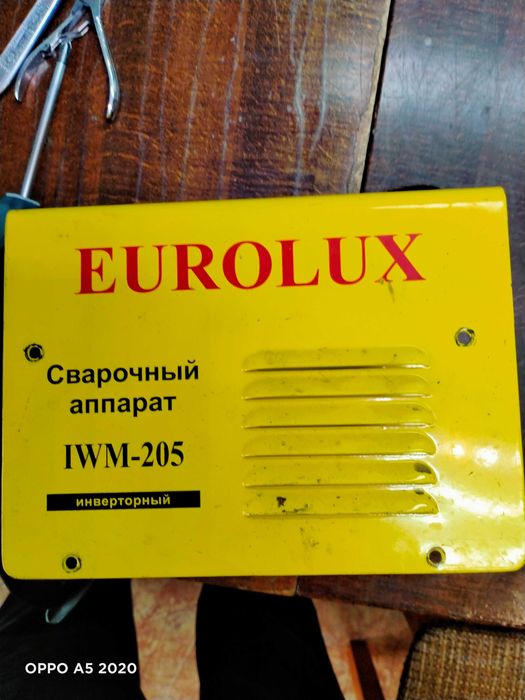 EUROLUX
Сварочный
аппарат
IWM-205
инверторный
OPPO A5 2020